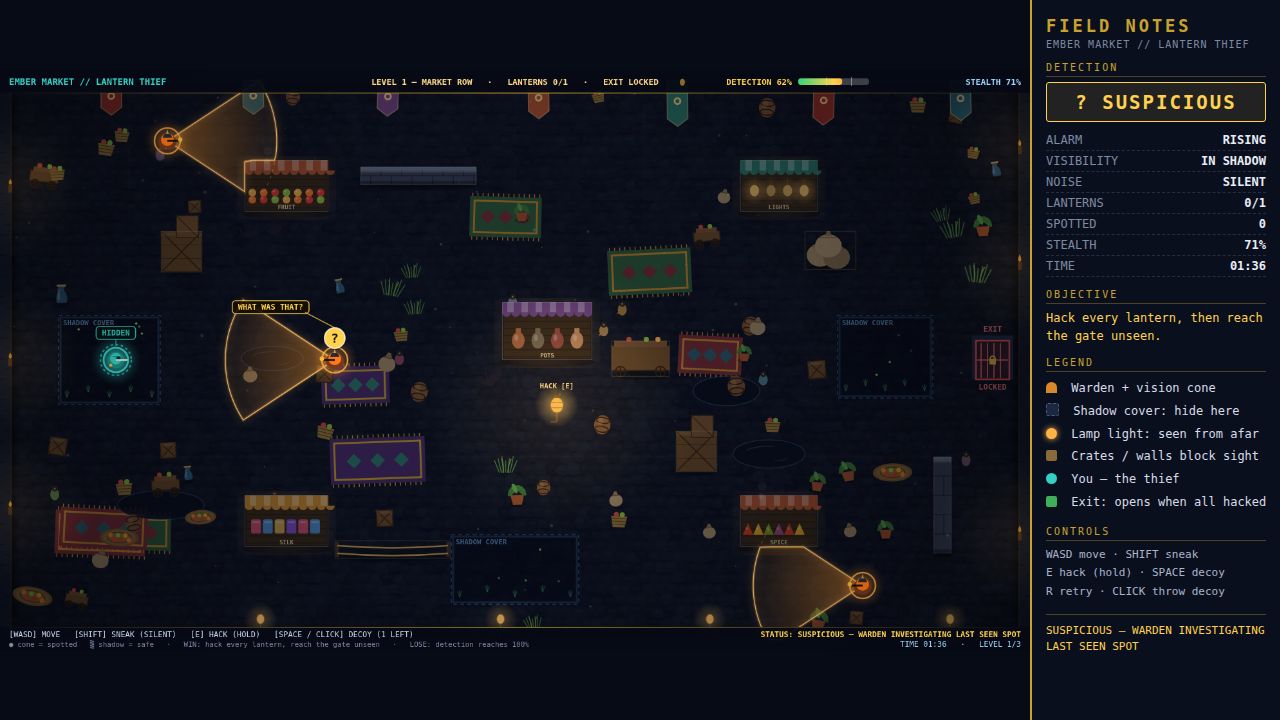 EMBER MARKET // LANTERN THIEF
LEVEL 1 — MARKET ROW · LANTERNS 0/1 · EXIT LOCKED
DETECTION 62%
STEALTH 71%
FRUIT
LIGHTS
SHADOW COVER
HIDDEN
WHAT WAS THAT?
?
POTS
HACK [E]
SHADOW COVER
EXIT
LOCKED
SILK
SHADOW COVER
SPICE
[WASD] MOVE [SHIFT] SNEAK (SILENT) [E] HACK (HOLD) [SPACE / CLICK] DECOY (1 LEFT)
● cone = spotted ▒ shadow = safe · WIN: hack every lantern, reach the gate unseen · LOSE: detection reaches 100%
STATUS: SUSPICIOUS — WARDEN INVESTIGATING LAST SEEN SPOT
TIME 01:36 · LEVEL 1/3
FIELD NOTES
EMBER MARKET // LANTERN THIEF
DETECTION
? SUSPICIOUS
ALARM RISING
VISIBILITY IN SHADOW
NOISE SILENT
LANTERNS 0/1
SPOTTED 0
STEALTH 71%
TIME 01:36
OBJECTIVE
Hack every lantern, then reach
the gate unseen.
LEGEND
Warden + vision cone
Shadow cover: hide here
Lamp light: seen from afar
Crates / walls block sight
You — the thief
Exit: opens when all hacked
CONTROLS
WASD move · SHIFT sneak
E hack (hold) · SPACE decoy
R retry · CLICK throw decoy
SUSPICIOUS — WARDEN INVESTIGATING
LAST SEEN SPOT